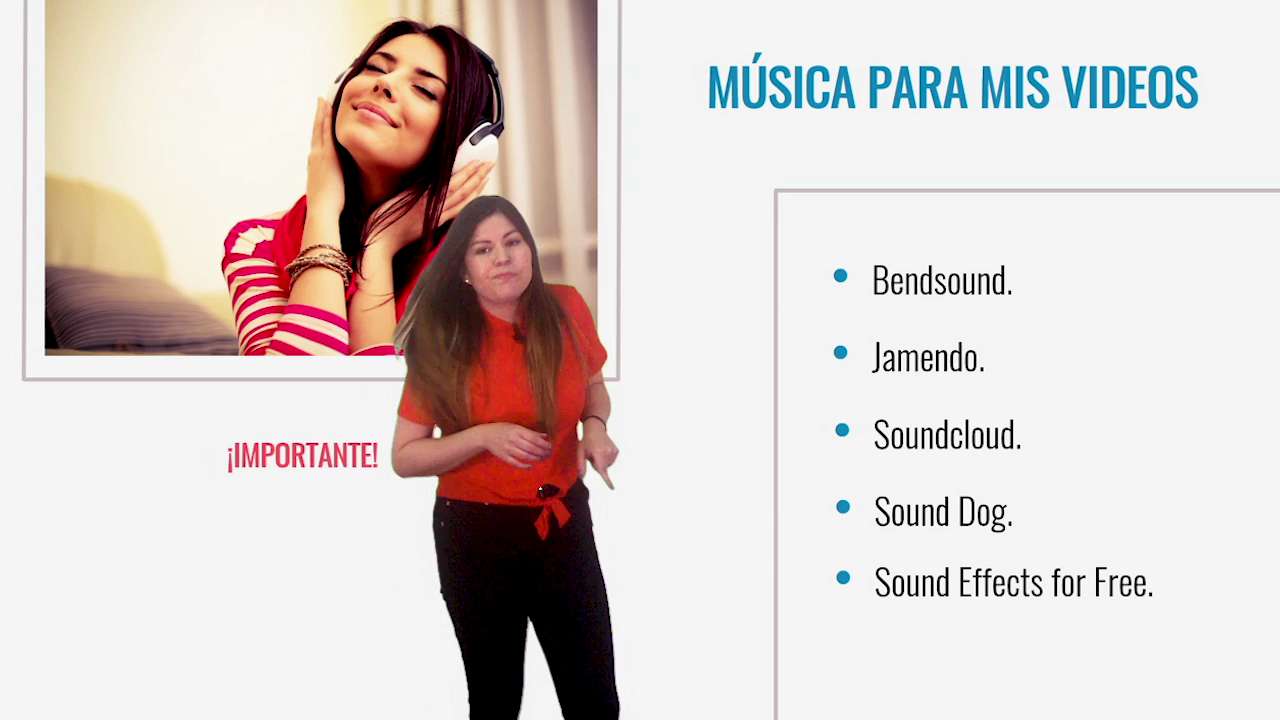 MÚSICA PARA MIS VIDEOS
Bendsound.
Jamendo.
Soundcloud.
Sound Dog.
Sound Effects for Free.
¡IMPORTANTE!